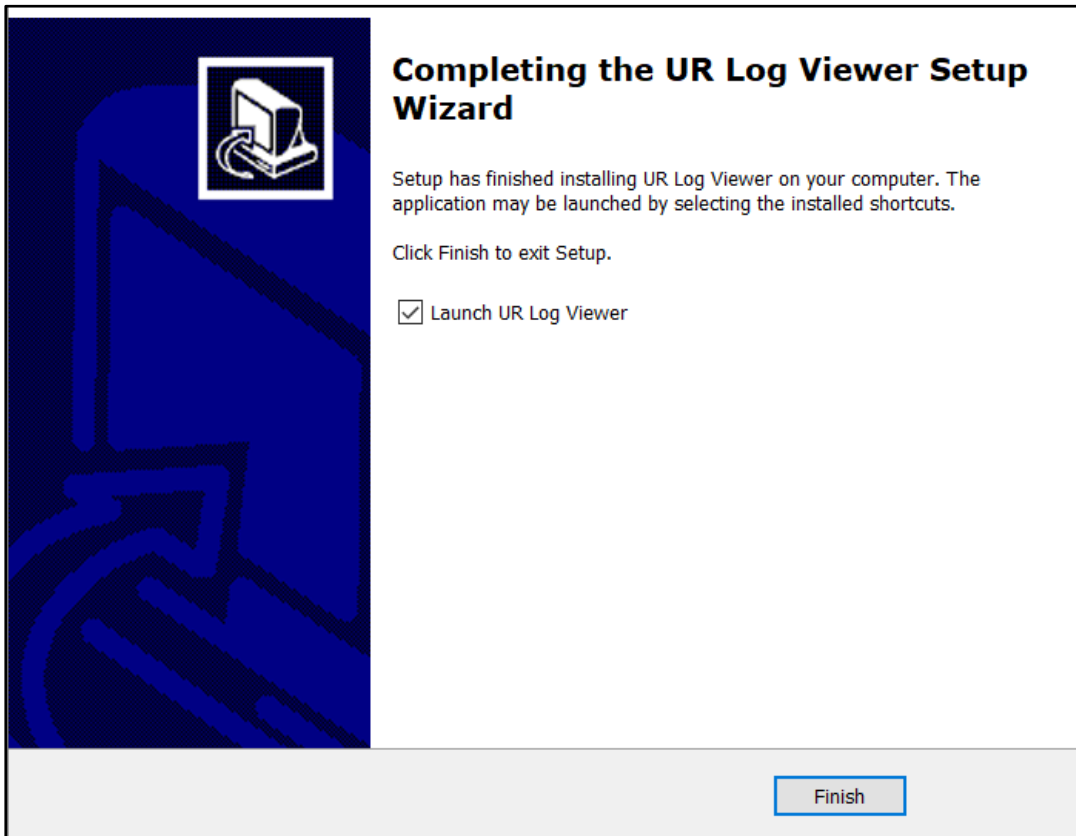 Completing the UR Log Viewer Setup
Wizard
Setup has finished installing UR Log Viewer on your computer. The
application may be launched by selecting the installed shortcuts.
Click Finish to exit Setup.
Launch UR Log Viewer
Finish